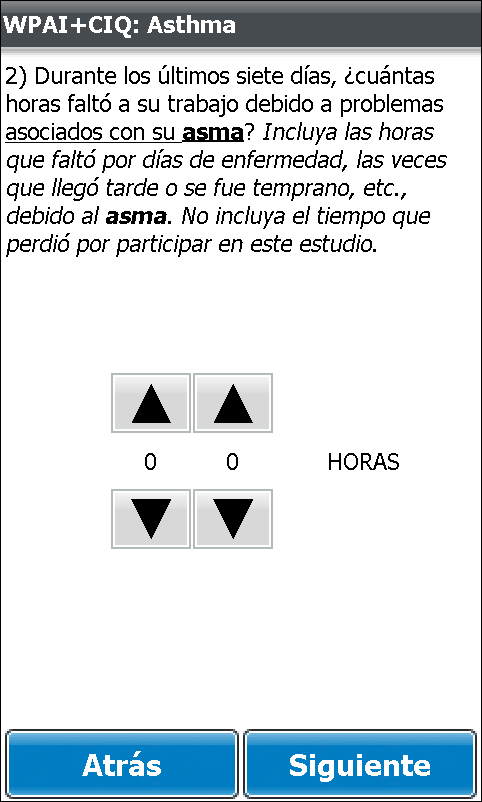 WPAI+CIQ: Asthma
2) Durante los últimos siete días, ¿cuántas
horas faltó a su trabajo debido a problemas
asociados con su asma? Incluya las horas
que faltó por días de enfermedad, las veces
que llegó tarde o se fue temprano, etc.,
debido al asma. No incluya el tiempo que
perdió por participar en este estudio.
0 0 HORAS
Atrás Siguiente